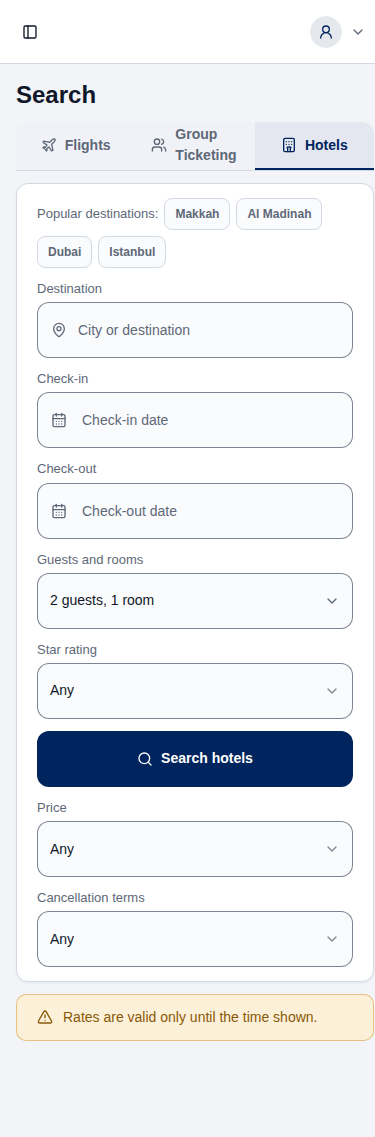 Search
Flights
Group
Ticketing
Hotels
Popular destinations: Makkah Al Madinah
Dubai Istanbul
Destination
City or destination
Check-in
Check-in date
Check-out
Check-out date
Guests and rooms
2 guests, 1 room
Star rating
Any
Search hotels
Price
Any
Cancellation terms
Any
Rates are valid only until the time shown.